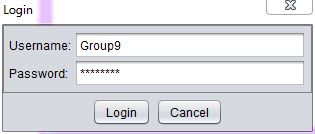 Login
Username: Group9
Password: ********
Login Cancel